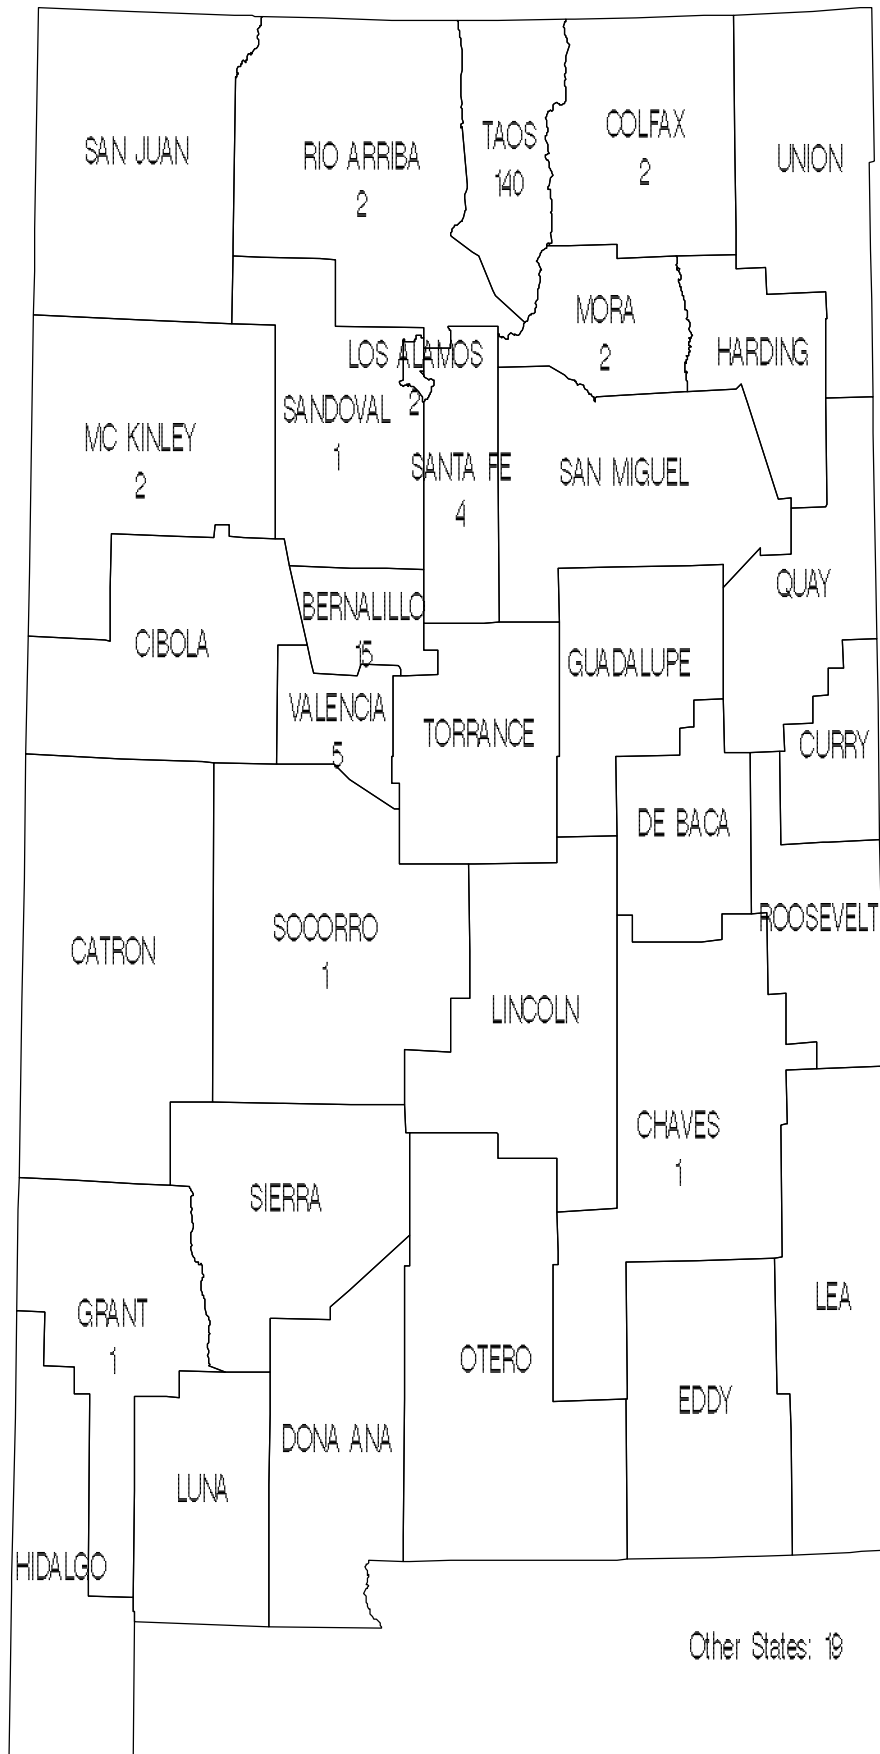 SAN JUAN
RIO ARRIBA
2
TAOS
140
COLFAX
2
UNION
MORA
2
HARDING
LOS ALAMOS
2
SANDOVAL
1
MC KINLEY
2
SANTA FE
4
SAN MIGUEL
QUAY
BERNALILLO
15
CIBOLA
GUADALUPE
VALENCIA
5
TORRANCE
CURRY
DE BACA
ROOSEVELT
CATRON
SOCORRO
1
LINCOLN
CHAVES
1
SIERRA
LEA
GRANT
1
OTERO
EDDY
DONA ANA
LUNA
HIDALGO
Other States: 19